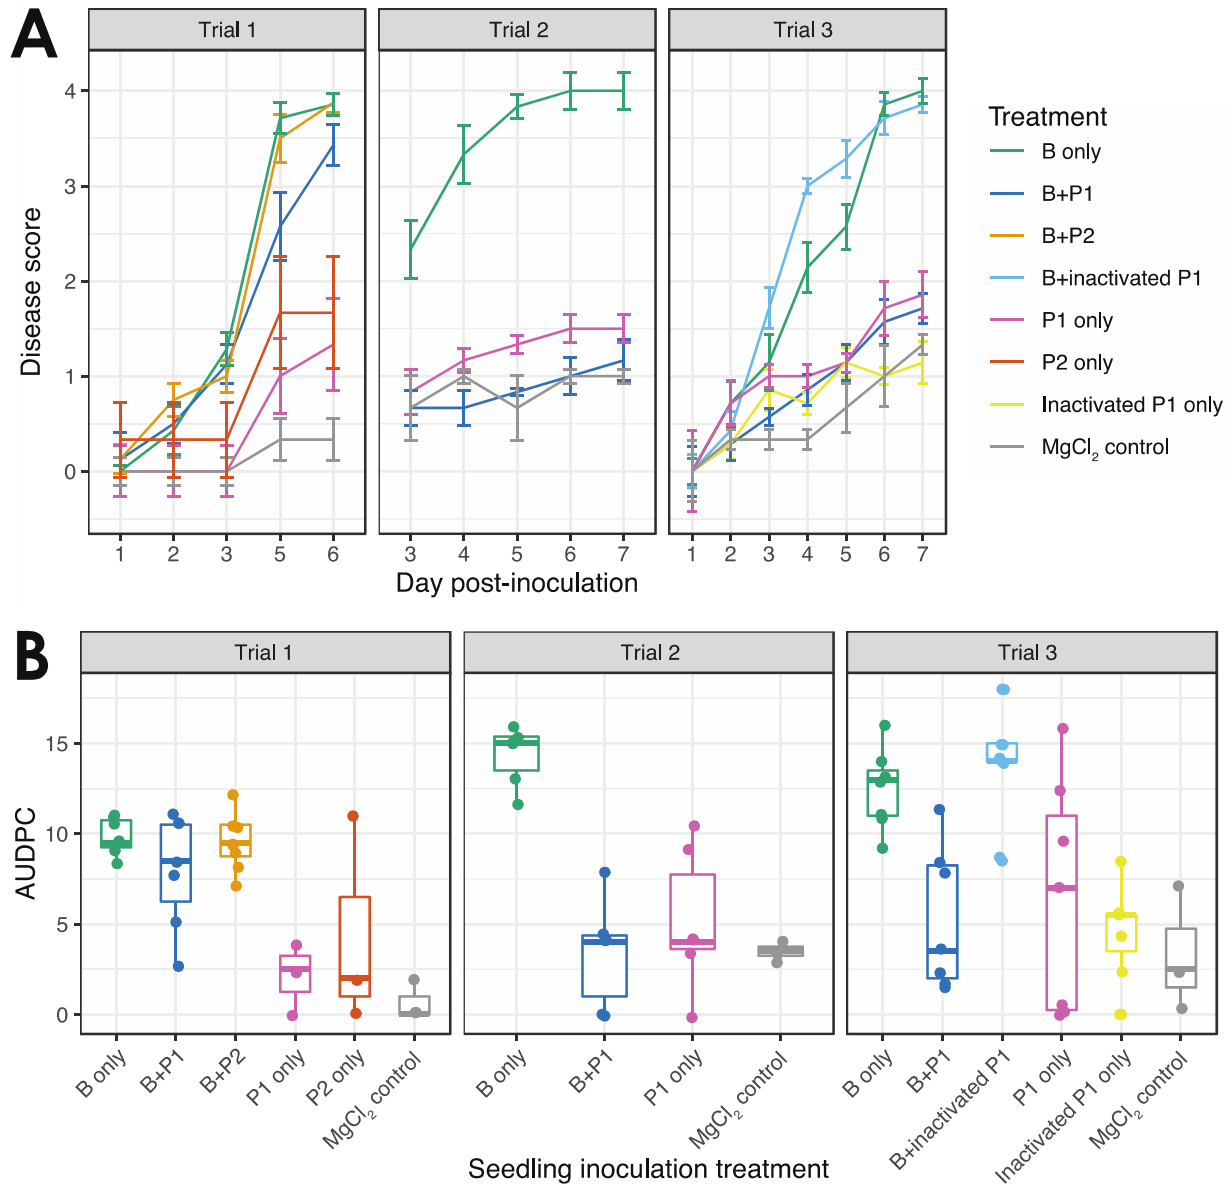 A
Trial 1
Trial 2
Trial 3
Disease score
4
3
2
1
0
1 2 3 5 6
3 4 5 6 7
1 2 3 4 5 6 7
Day post-inoculation
Treatment
B only
B+P1
B+P2
B+inactivated P1
P1 only
P2 only
Inactivated P1 only
MgCl₂ control
B
Trial 1
Trial 2
Trial 3
AUDPC
15
10
5
0
B only
B+P1
B+P2
P1 only
P2 only
MgCl₂ control
B only
B+P1
P1 only
MgCl₂ control
B only
B+P1
B+inactivated P1
P1 only
Inactivated P1 only
MgCl₂ control
Seedling inoculation treatment